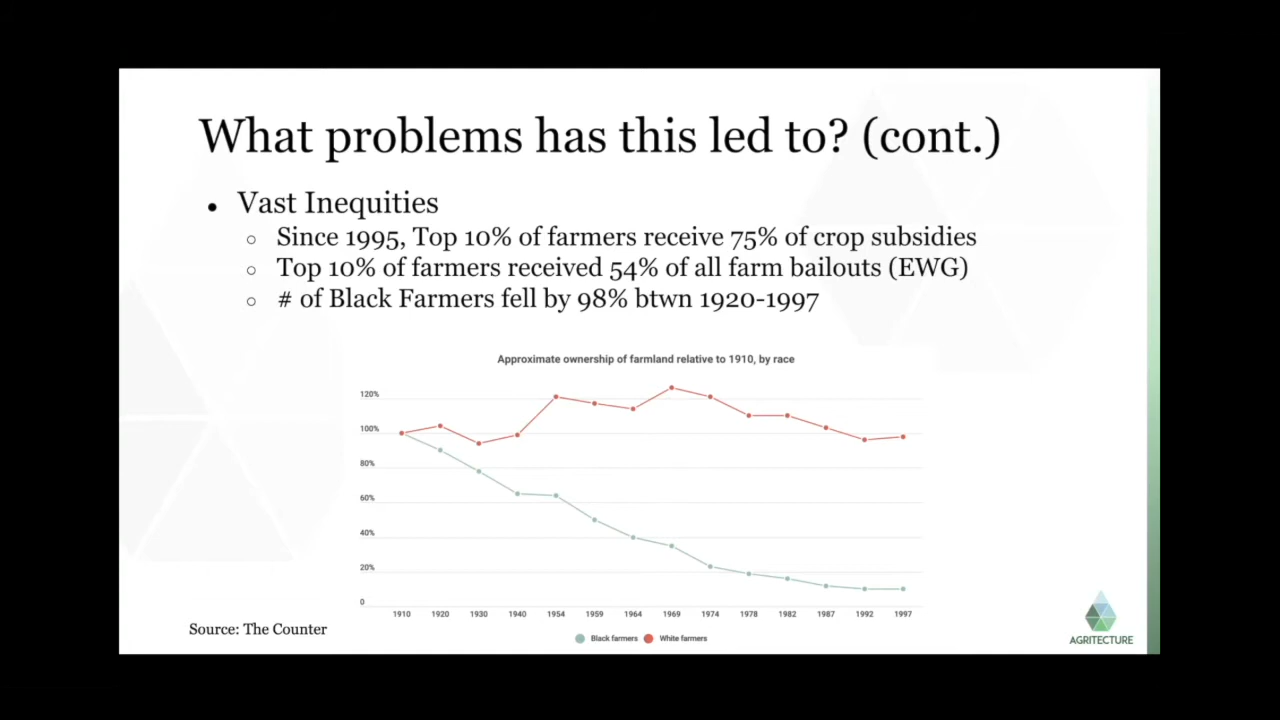 What problems has this led to? (cont.)
● Vast Inequities
○ Since 1995, Top 10% of farmers receive 75% of crop subsidies
○ Top 10% of farmers received 54% of all farm bailouts (EWG)
○ # of Black Farmers fell by 98% btwn 1920-1997
Approximate ownership of farmland relative to 1910, by race
120%
100%
80%
60%
40%
20%
0
1910 1920 1930 1940 1954 1959 1964 1969 1974 1978 1982 1987 1992 1997
Black farmers White farmers
Source: The Counter
AGRITECTURE